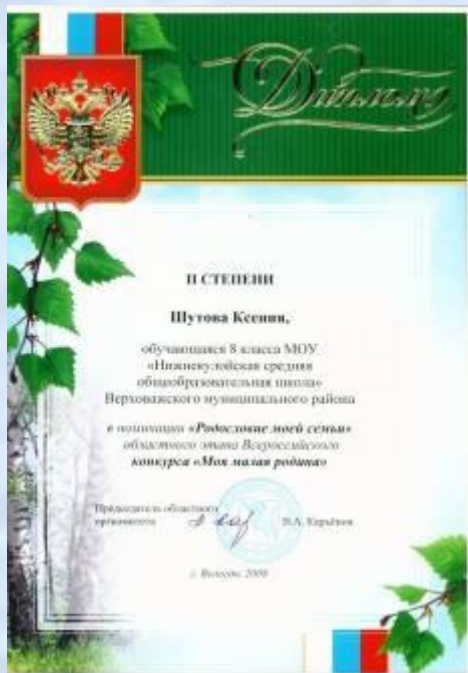 Диплом
II СТЕПЕНИ
Шутова Ксения,
обучающаяся 8 класса МОУ
«Нижнекулойская средняя
общеобразовательная школа»
Верховажского муниципального района
в номинации «Родословие моей семьи»
областного этапа Всероссийского
конкурса «Моя малая родина»
Председатель областного
оргкомитета В.А.
г. Вологда, 2008